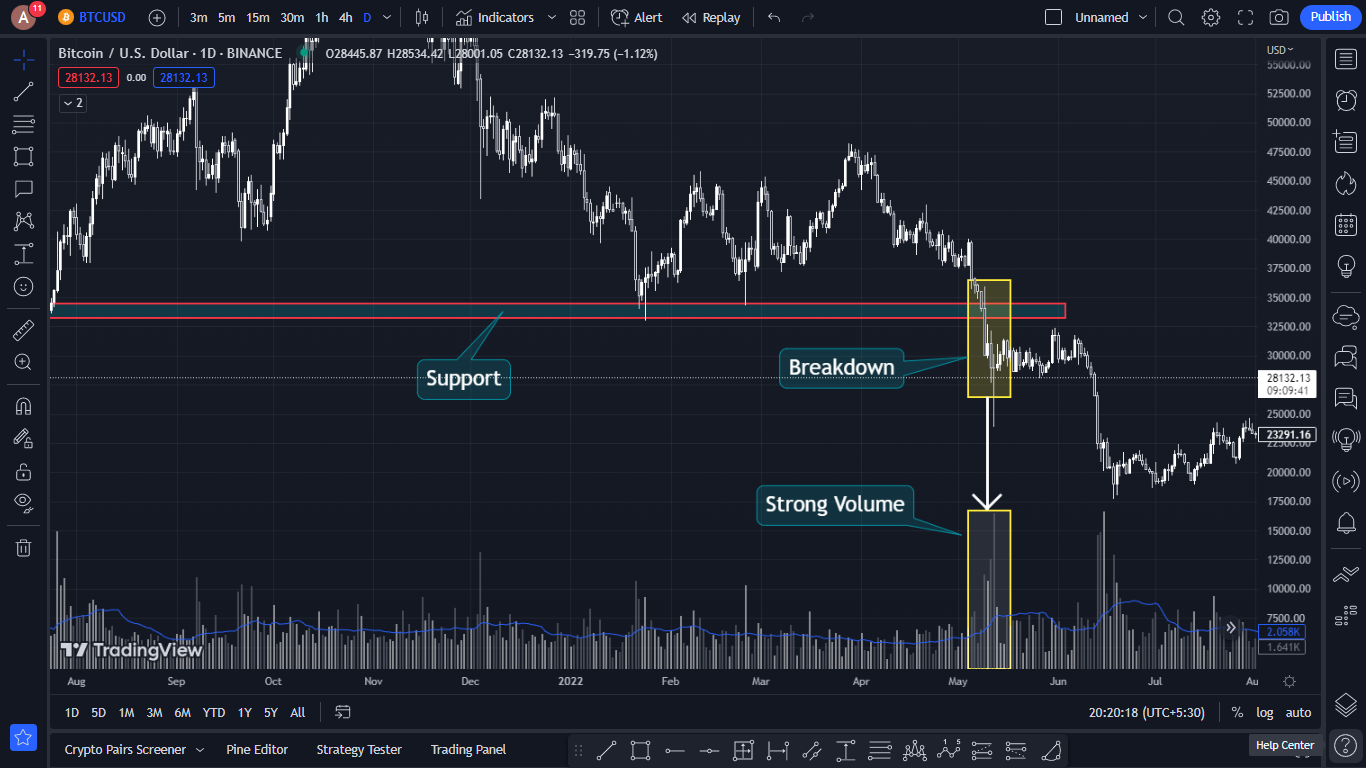 A 11 BTCUSD 3m 5m 15m 30m 1h 4h D Indicators Alert Replay Unnamed Publish
Bitcoin / U.S. Dollar · 1D · BINANCE O28445.87 H28534.42 L28001.05 C28132.13 −319.75 (−1.12%) USD
28132.13 0.00 28132.13
2
55000.00
52500.00
50000.00
47500.00
45000.00
42500.00
40000.00
37500.00
35000.00
32500.00
30000.00
Breakdown
Support
28132.13
09:09:41
25000.00
23291.16
22500.00
20000.00
17500.00
Strong Volume
15000.00
12500.00
10000.00
7500.00
2.058K
1.641K
TradingView
Aug Sep Oct Nov Dec 2022 Feb Mar Apr May Jun Jul Au
1D 5D 1M 3M 6M YTD 1Y 5Y All 20:20:18 (UTC+5:30) % log auto
Crypto Pairs Screener Pine Editor Strategy Tester Trading Panel Help Center